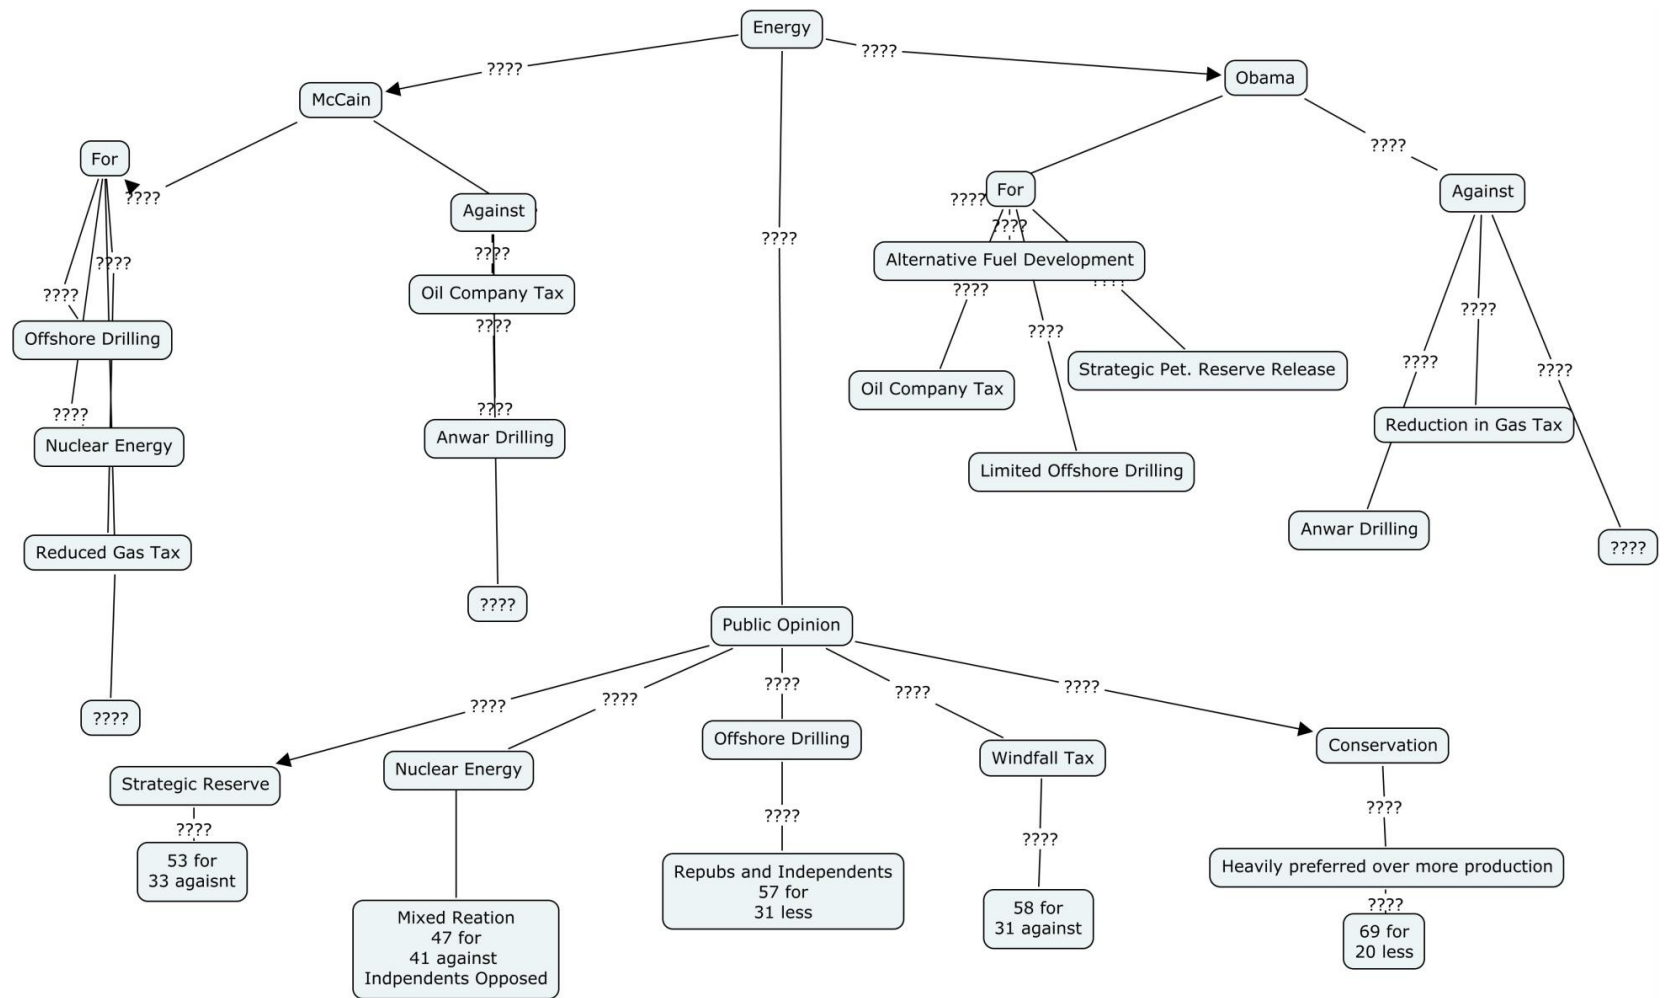 Energy
????
????
Obama
McCain
For
????
????
For
????
Against
Against
????
????
????
????
????
Alternative Fuel Development
Oil Company Tax
????
????
????
????
????
????
????
Offshore Drilling
Strategic Pet. Reserve Release
????
????
Oil Company Tax
????
????
Reduction in Gas Tax
Nuclear Energy
Anwar Drilling
Limited Offshore Drilling
Anwar Drilling
????
Reduced Gas Tax
????
Public Opinion
????
????
????
????
????
????
Offshore Drilling
Conservation
Windfall Tax
Nuclear Energy
Strategic Reserve
????
????
????
????
53 for
33 agaisnt
Repubs and Independents
57 for
31 less
Heavily preferred over more production
58 for
31 against
????
Mixed Reation
47 for
41 against
Indpendents Opposed
69 for
20 less